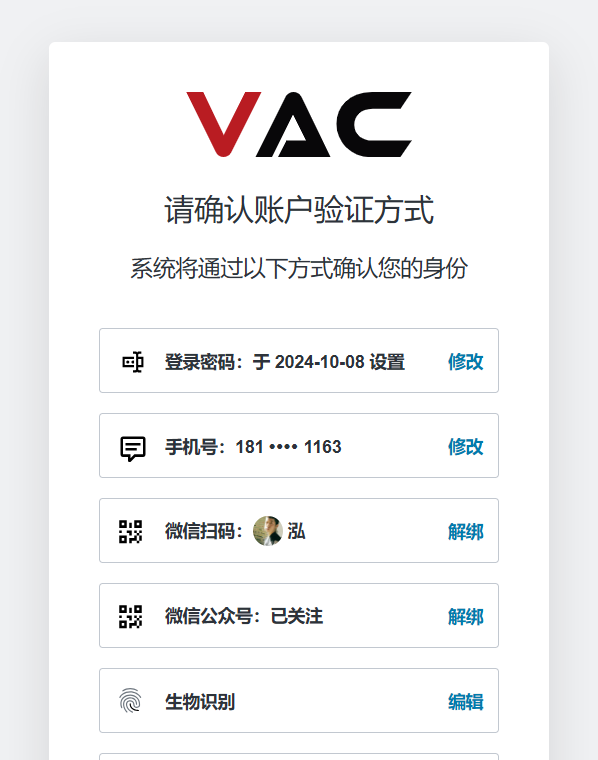 VAC
请确认账户验证方式
系统将通过以下方式确认您的身份
登录密码：于 2024-10-08 设置 修改
手机号：181 •••• 1163 修改
微信扫码： 泓 解绑
微信公众号：已关注 解绑
生物识别 编辑